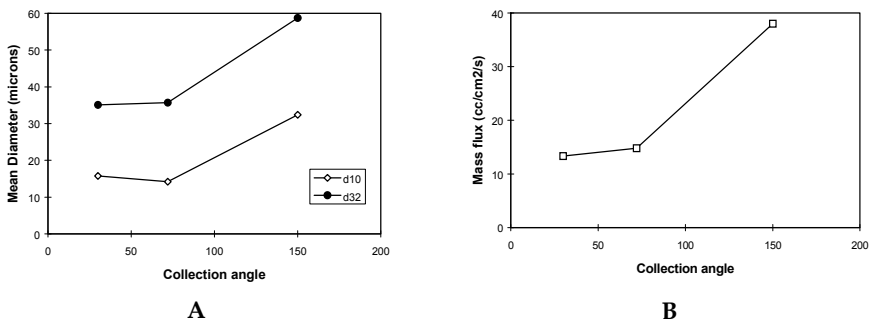 Mean Diameter (microns)
60
50
40
30
20
10
0
0 50 100 150 200
Collection angle
d10
d32
A
Mass flux (cc/cm2/s)
40
30
20
10
0
0 50 100 150 200
Collection angle
B